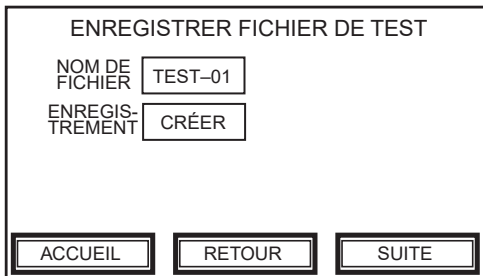 ENREGISTRER FICHIER DE TEST
NOM DE
FICHIER
TEST–01
ENREGIS-
TREMENT
CRÉER
ACCUEIL
RETOUR
SUITE